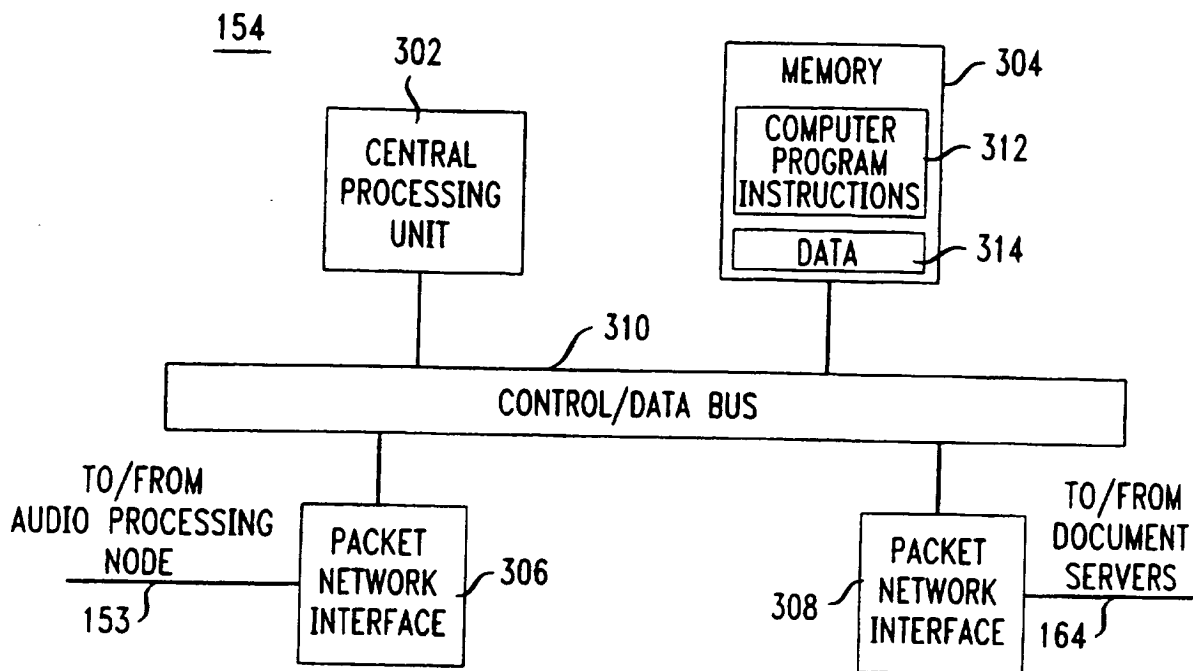 154
302
CENTRAL
PROCESSING
UNIT
MEMORY
304
COMPUTER
PROGRAM
INSTRUCTIONS
312
DATA
314
310
CONTROL/DATA BUS
TO/FROM
AUDIO PROCESSING
NODE
153
PACKET
NETWORK
INTERFACE
306
308
PACKET
NETWORK
INTERFACE
TO/FROM
DOCUMENT
SERVERS
164